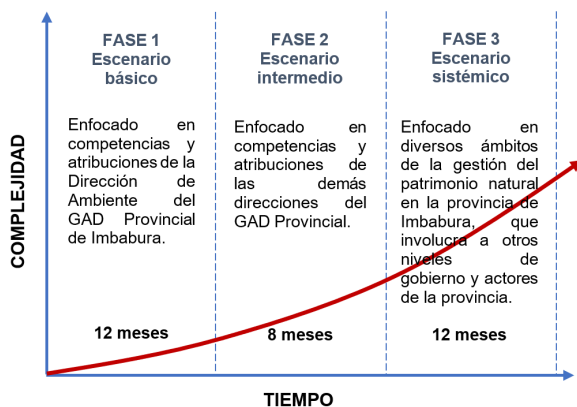 FASE 1
Escenario
básico
Enfocado en
competencias y
atribuciones de la
Dirección de
Ambiente del
GAD Provincial
de Imbabura.
12 meses
FASE 2
Escenario
intermedio
Enfocado en
competencias y
atribuciones de
las demás
direcciones del
GAD Provincial.
8 meses
FASE 3
Escenario
sistémico
Enfocado en
diversos ámbitos
de la gestión del
patrimonio natural
en la provincia de
Imbabura, que
involucra a otros
niveles de
gobierno y actores
de la provincia.
12 meses
COMPLEJIDAD
TIEMPO